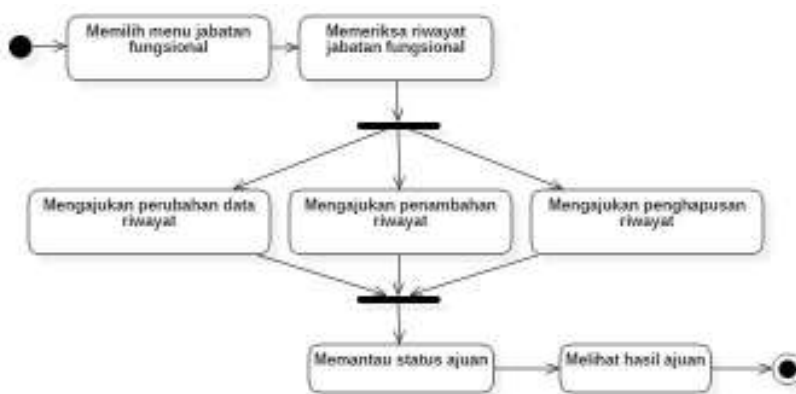 Memilih menu jabatan
fungsional
Memeriksa riwayat
jabatan fungsional
Mengajukan perubahan data
riwayat
Mengajukan penambahan
riwayat
Mengajukan penghapusan
riwayat
Memantau status ajuan
Melihat hasil ajuan